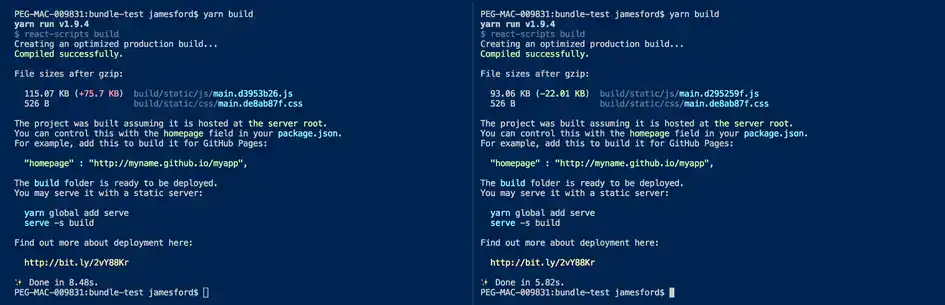 PEG-MAC-009831:bundle-test jamesford$ yarn build
yarn run v1.9.4
$ react-scripts build
Creating an optimized production build...
Compiled successfully.
File sizes after gzip:
115.07 KB (+75.7 KB)  build/static/js/main.d3953b26.js
526 B  build/static/css/main.de8ab87f.css
The project was built assuming it is hosted at the server root.
You can control this with the homepage field in your package.json.
For example, add this to build it for GitHub Pages:
"homepage" : "http://myname.github.io/myapp",
The build folder is ready to be deployed.
You may serve it with a static server:
yarn global add serve
serve -s build
Find out more about deployment here:
http://bit.ly/2vY88Kr
✨ Done in 8.48s.
PEG-MAC-009831:bundle-test jamesford$
PEG-MAC-009831:bundle-test jamesford$ yarn build
yarn run v1.9.4
$ react-scripts build
Creating an optimized production build...
Compiled successfully.
File sizes after gzip:
93.06 KB (-22.01 KB)  build/static/js/main.d295259f.js
526 B  build/static/css/main.de8ab87f.css
The project was built assuming it is hosted at the server root.
You can control this with the homepage field in your package.json.
For example, add this to build it for GitHub Pages:
"homepage" : "http://myname.github.io/myapp",
The build folder is ready to be deployed.
You may serve it with a static server:
yarn global add serve
serve -s build
Find out more about deployment here:
http://bit.ly/2vY88Kr
✨ Done in 5.82s.
PEG-MAC-009831:bundle-test jamesford$